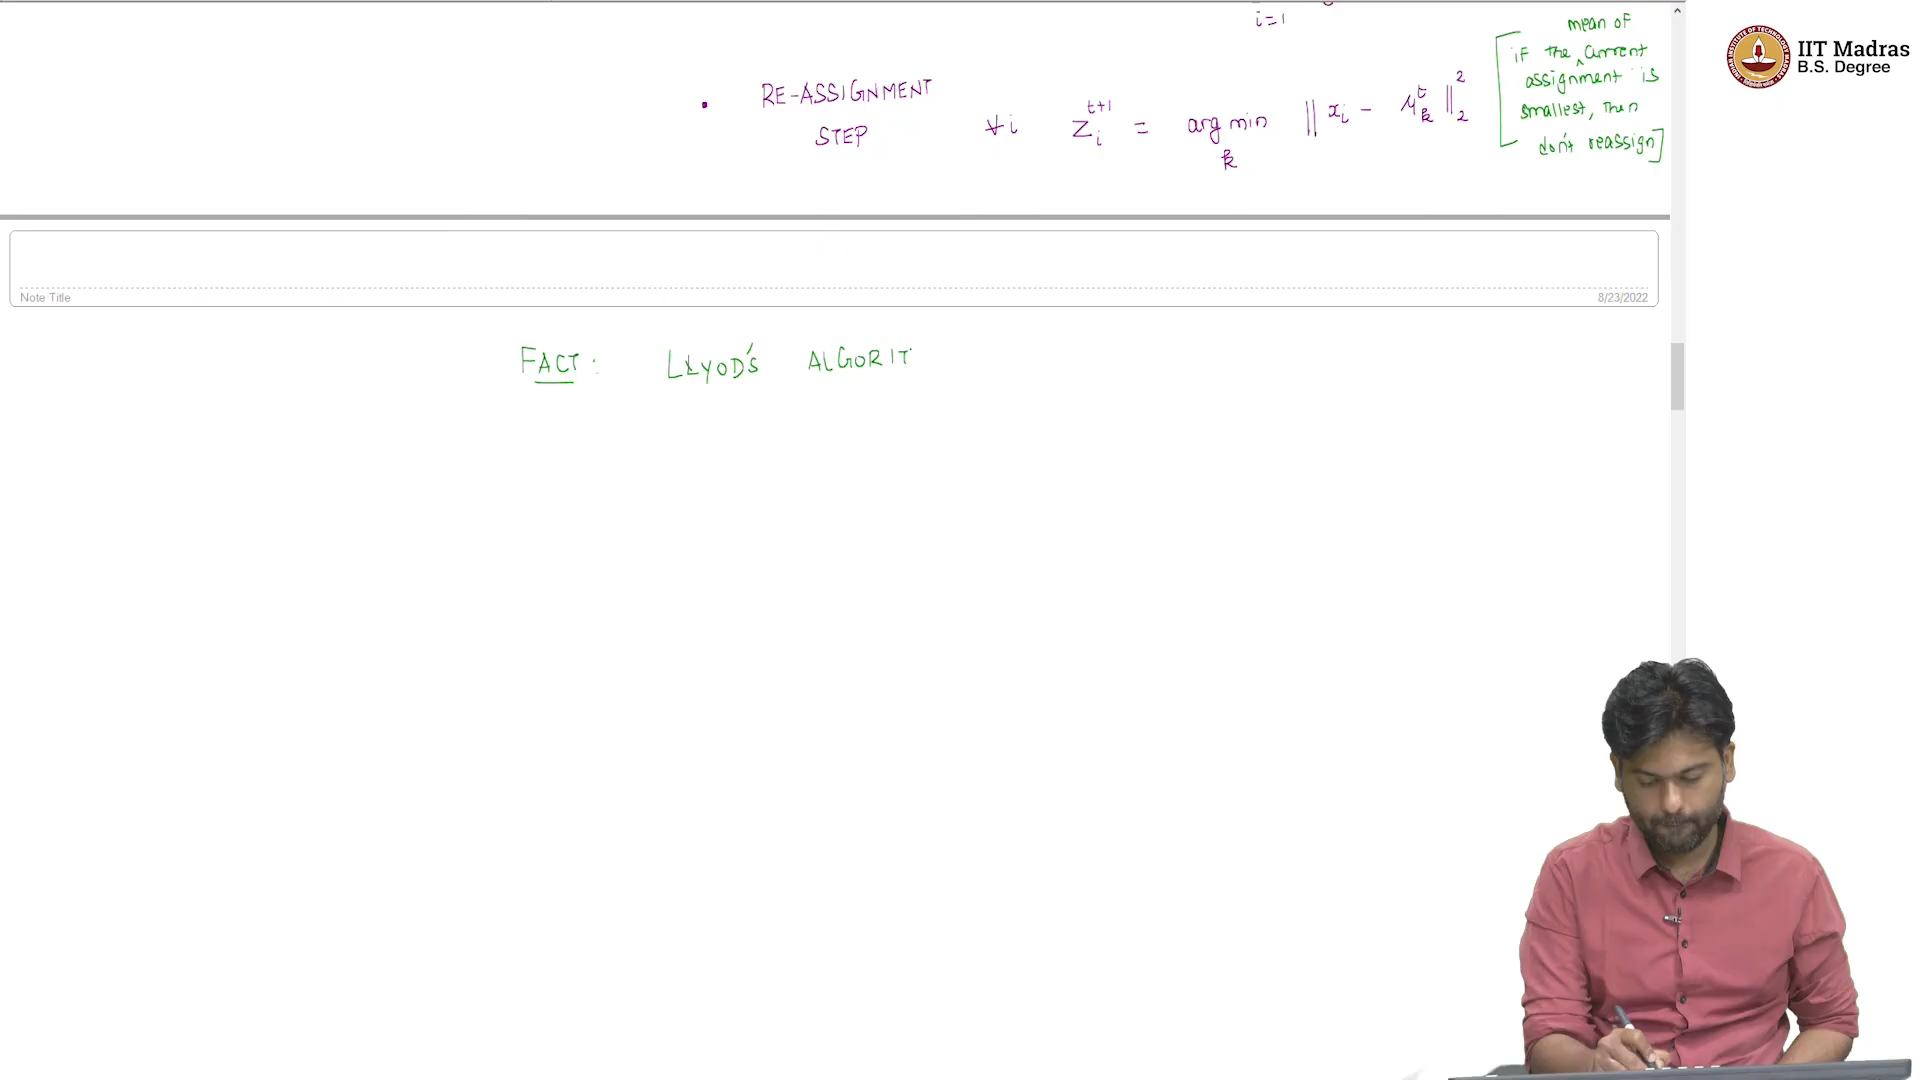 i=1
mean of
if the ^ current
assignment is
smallest, then
don't reassign]
• RE-ASSIGNMENT
STEP
∀i Z_i^{t+1} = arg min_k || x_i - μ_k^t ||_2^2
IIT Madras
B.S. Degree
Note Title
8/23/2022
FACT: LLYOD'S ALGORIT